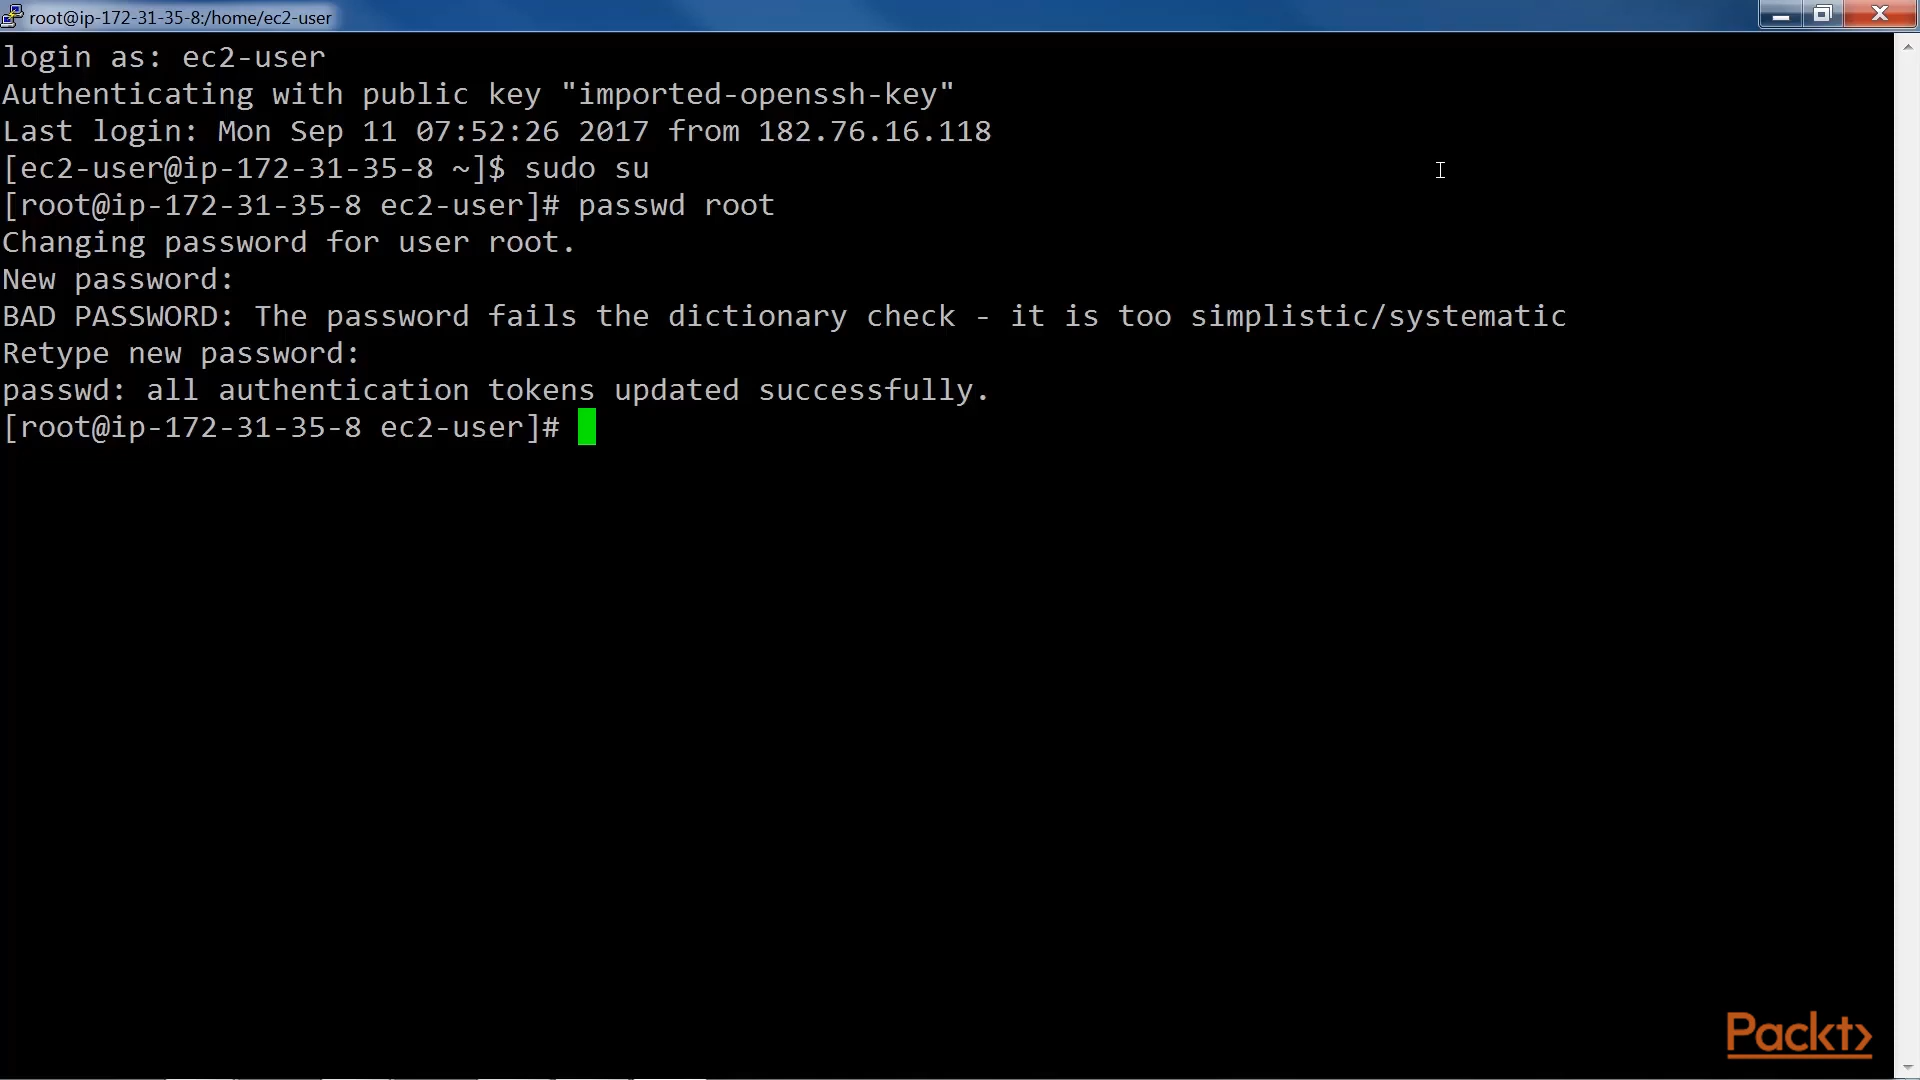 root@ip-172-31-35-8:/home/ec2-user
login as: ec2-user
Authenticating with public key "imported-openssh-key"
Last login: Mon Sep 11 07:52:26 2017 from 182.76.16.118
[ec2-user@ip-172-31-35-8 ~]$ sudo su
[root@ip-172-31-35-8 ec2-user]# passwd root
Changing password for user root.
New password:
BAD PASSWORD: The password fails the dictionary check - it is too simplistic/systematic
Retype new password:
passwd: all authentication tokens updated successfully.
[root@ip-172-31-35-8 ec2-user]#
Packt>